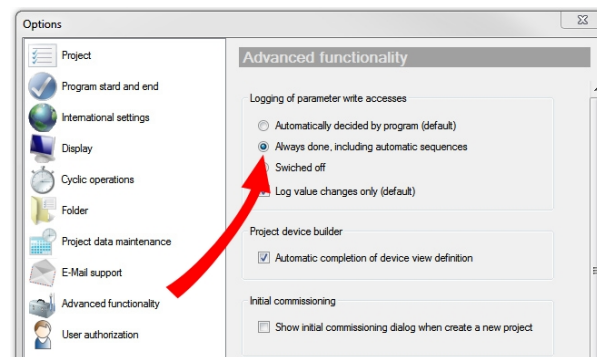 Options
Project
Program stard and end
International settings
Display
Cyclic operations
Folder
Project data maintenance
E-Mail support
Advanced functionality
User authorization
Advanced functionality
Logging of parameter write accesses
Automatically decided by program (default)
Always done, including automatic sequences
Swiched off
Log value changes only (default)
Project device builder
Automatic completion of device view definition
Initial commissioning
Show initial commissioning dialog when create a new project